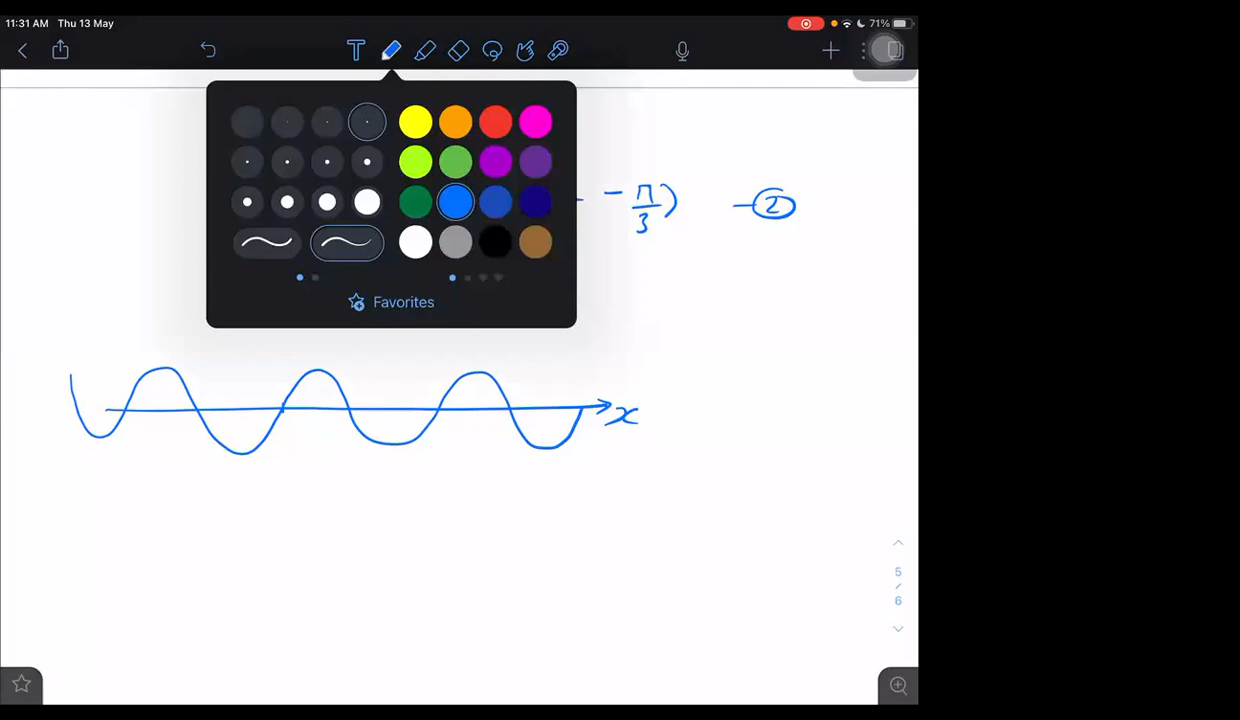 11:31 AM Thu 13 May 71%
T
Favorites
- π/3) -②
x
5
/
6